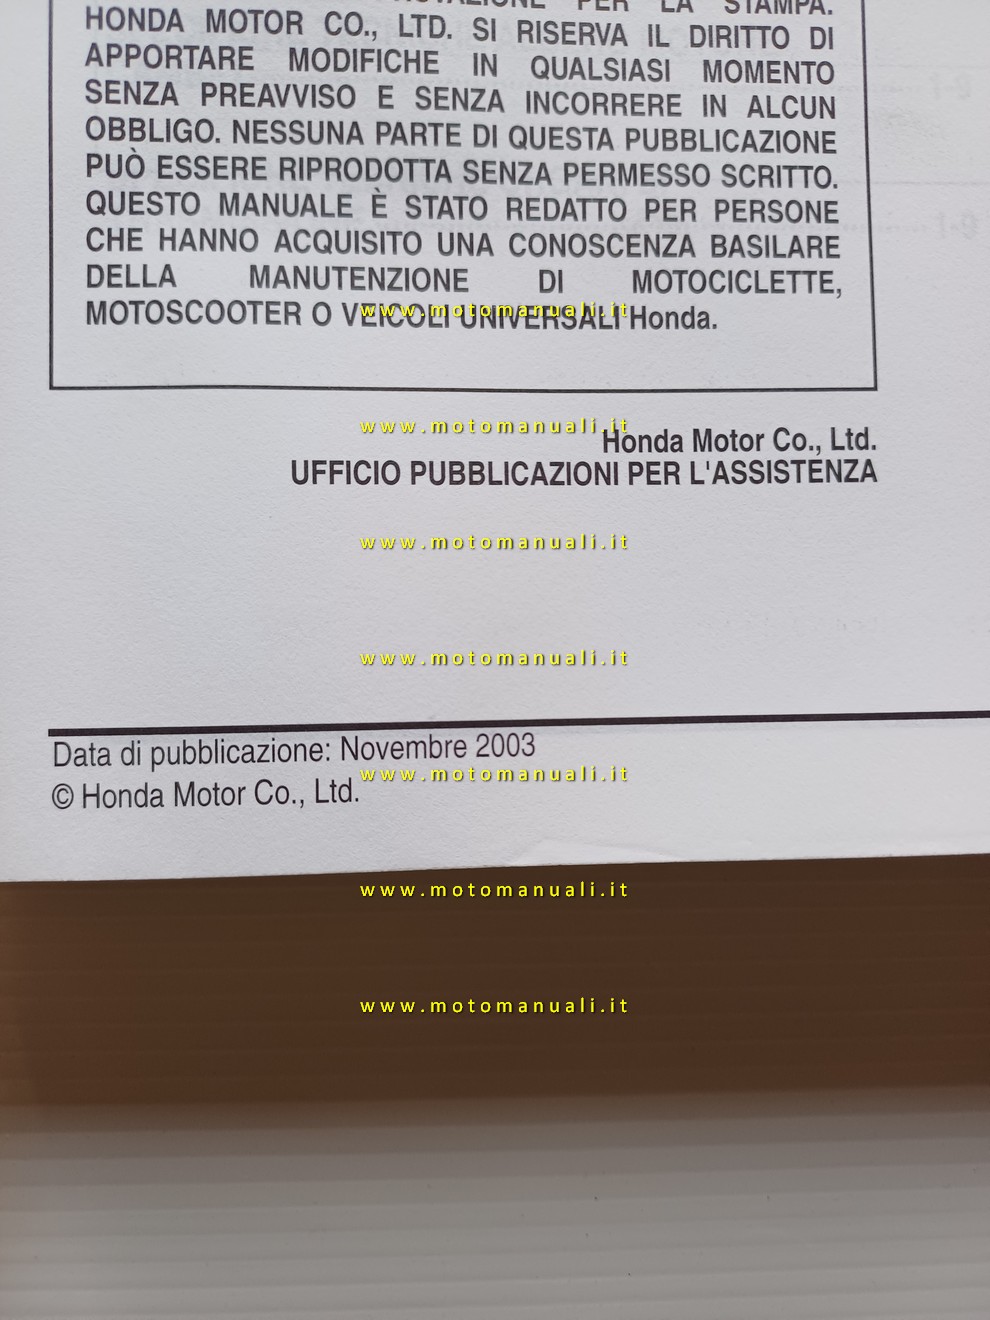 PER LA STAMPA.
HONDA MOTOR CO., LTD. SI RISERVA IL DIRITTO DI
APPORTARE MODIFICHE IN QUALSIASI MOMENTO
SENZA PREAVVISO E SENZA INCORRERE IN ALCUN
OBBLIGO. NESSUNA PARTE DI QUESTA PUBBLICAZIONE
PUÒ ESSERE RIPRODOTTA SENZA PERMESSO SCRITTO.
QUESTO MANUALE È STATO REDATTO PER PERSONE
CHE HANNO ACQUISITO UNA CONOSCENZA BASILARE
DELLA MANUTENZIONE DI MOTOCICLETTE,
MOTOSCOOTER O VEICOLI UNIVERSALI Honda.
www.motomanuali.it
www.motomanuali.it
Honda Motor Co., Ltd.
UFFICIO PUBBLICAZIONI PER L'ASSISTENZA
www.motomanuali.it
www.motomanuali.it
Data di pubblicazione: Novembre 2003
www.motomanuali.it
© Honda Motor Co., Ltd.
www.motomanuali.it
www.motomanuali.it